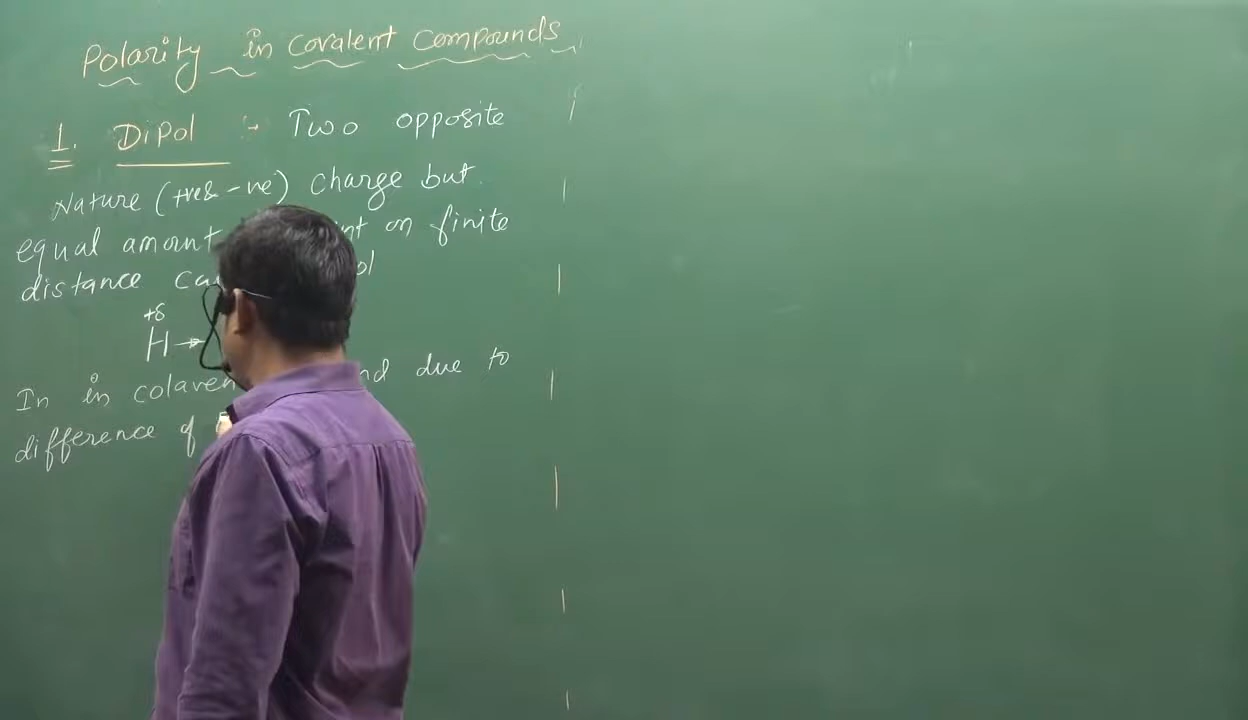 Polarity in covalent compounds
1. Dipol :- Two opposite
Nature (+ve & -ve) charge but
equal amount on finite
distance
+δ
H→
In in due to
difference of